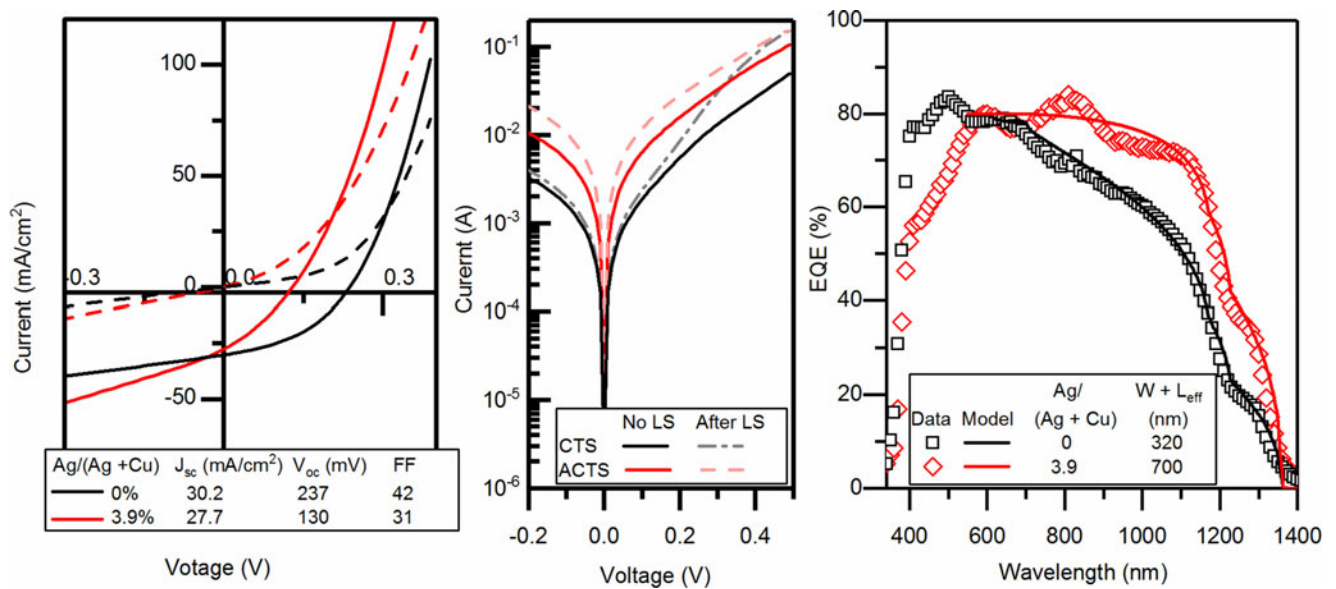 100
50
0
-50
-0.3
0.0
0.3
Current (mA/cm²)
Ag/(Ag +Cu) J_sc (mA/cm²) V_oc (mV) FF
0% 30.2 237 42
3.9% 27.7 130 31
Votage (V)
10⁻¹
10⁻²
10⁻³
10⁻⁴
10⁻⁵
10⁻⁶
Curernt (A)
No LS After LS
CTS
ACTS
-0.2 0.0 0.2 0.4
Voltage (V)
100
80
60
40
20
0
EQE (%)
Ag/ W + L_eff
Data Model (Ag + Cu) (nm)
0 320
3.9 700
400 600 800 1000 1200 1400
Wavelength (nm)